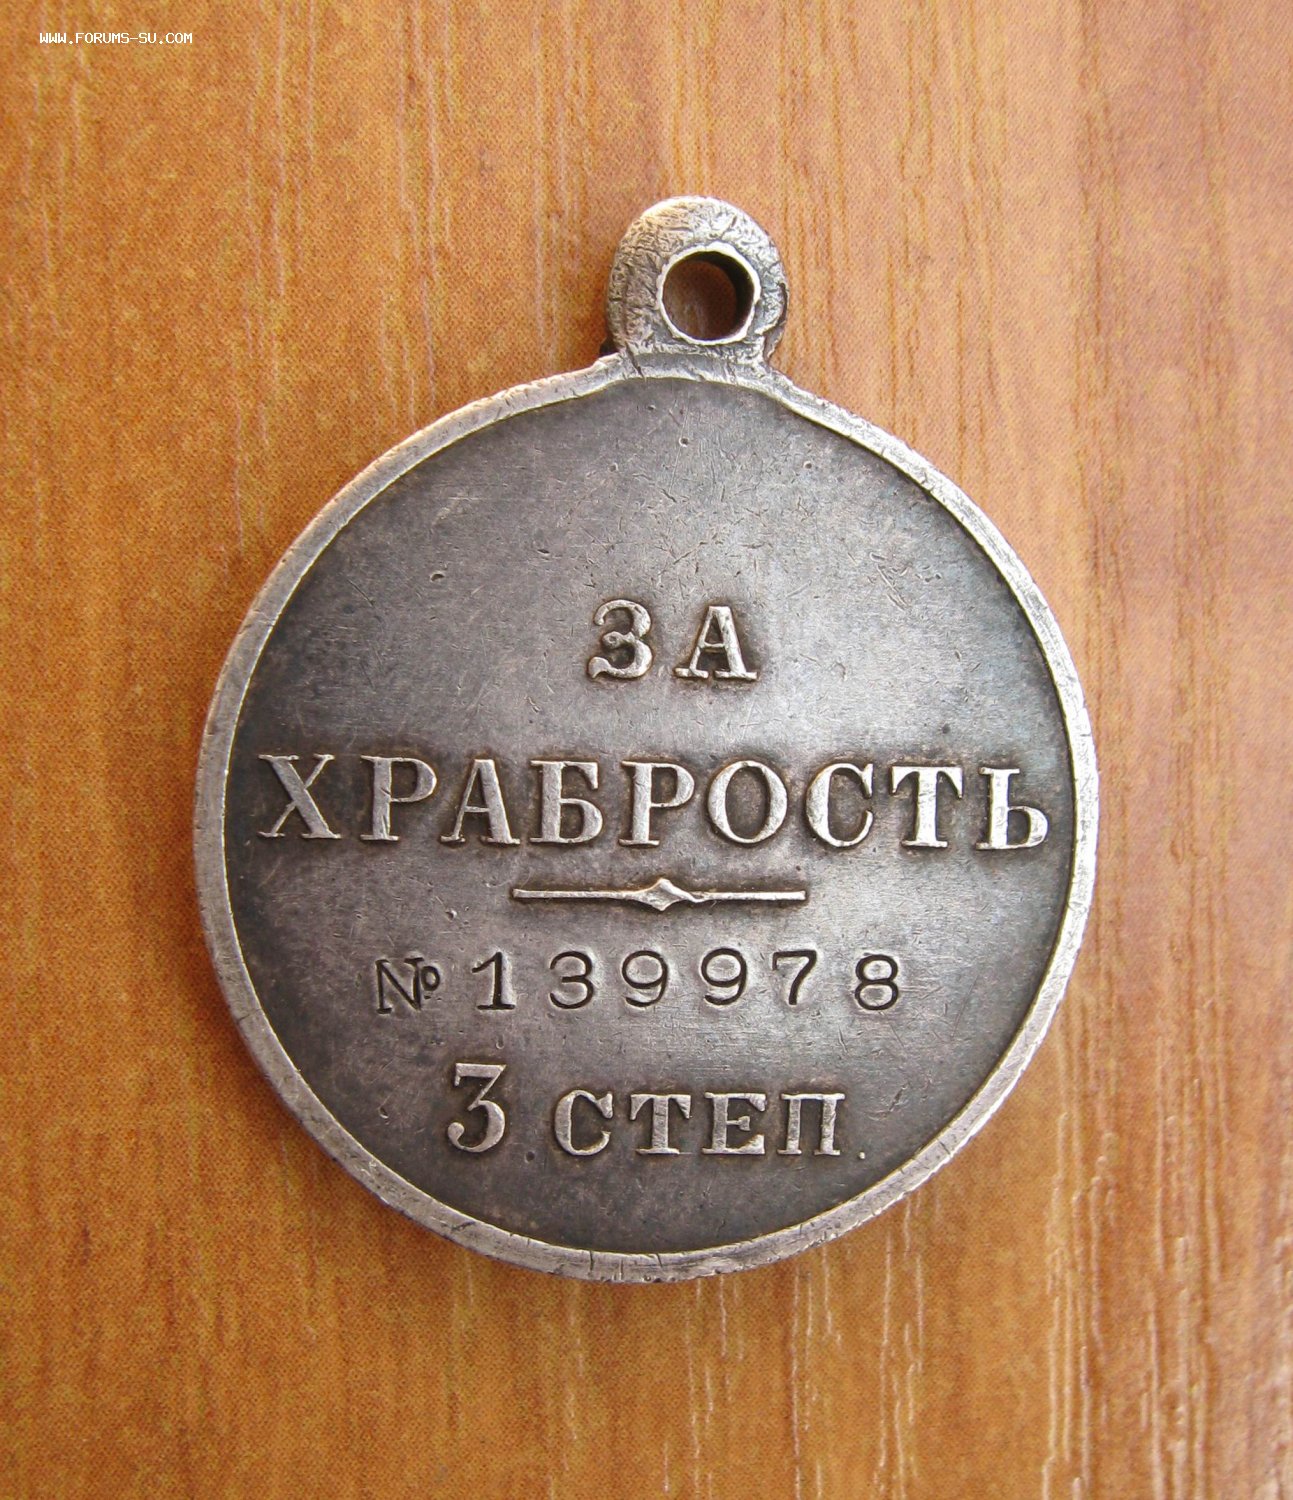 WWW.FORUMS-SU.COM
ЗА
ХРАБРОСТЬ
№ 139978
3 СТЕП.